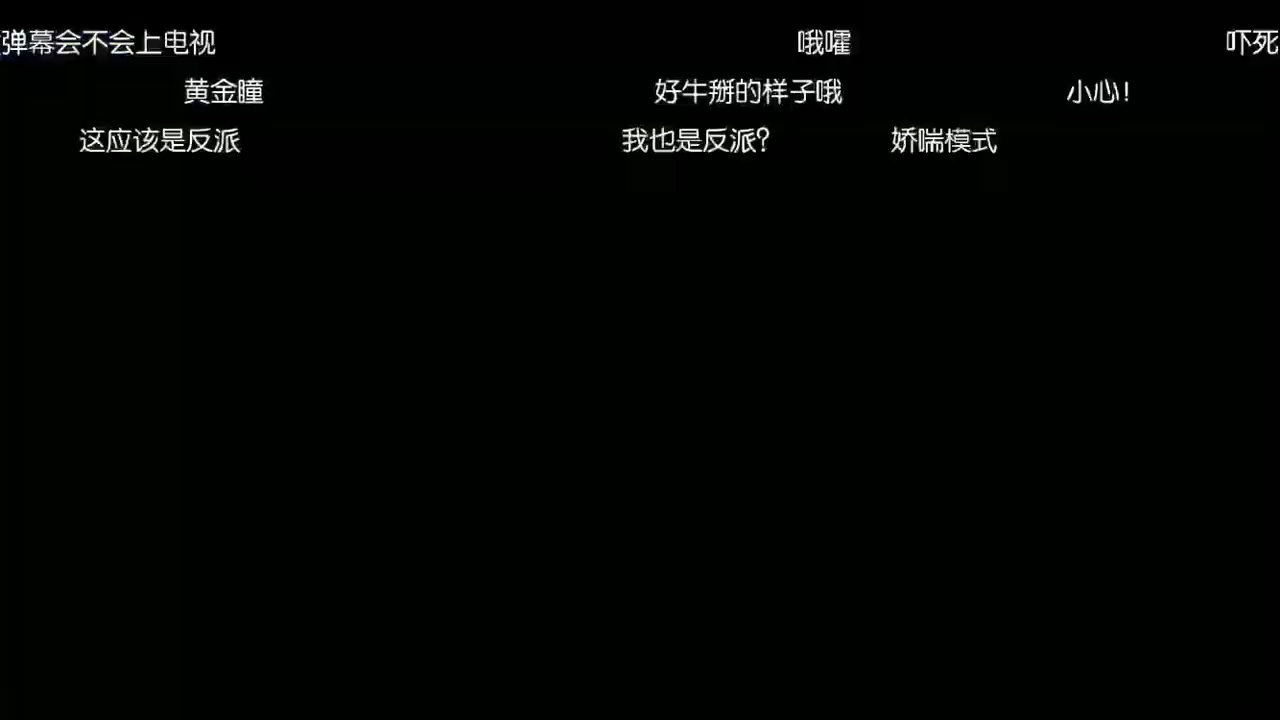 弹幕会不会上电视 哦嚯 吓死
黄金瞳 好牛掰的样子哦 小心!
这应该是反派 我也是反派? 娇喘模式